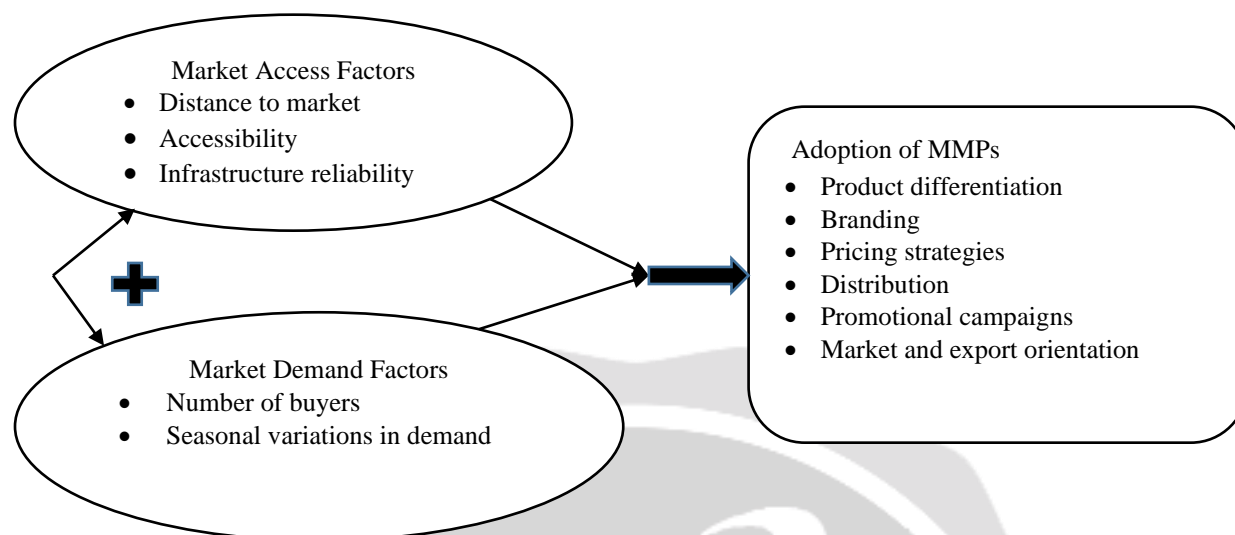 Market Access Factors
• Distance to market
• Accessibility
• Infrastructure reliability
Market Demand Factors
• Number of buyers
• Seasonal variations in demand
Adoption of MMPs
• Product differentiation
• Branding
• Pricing strategies
• Distribution
• Promotional campaigns
• Market and export orientation